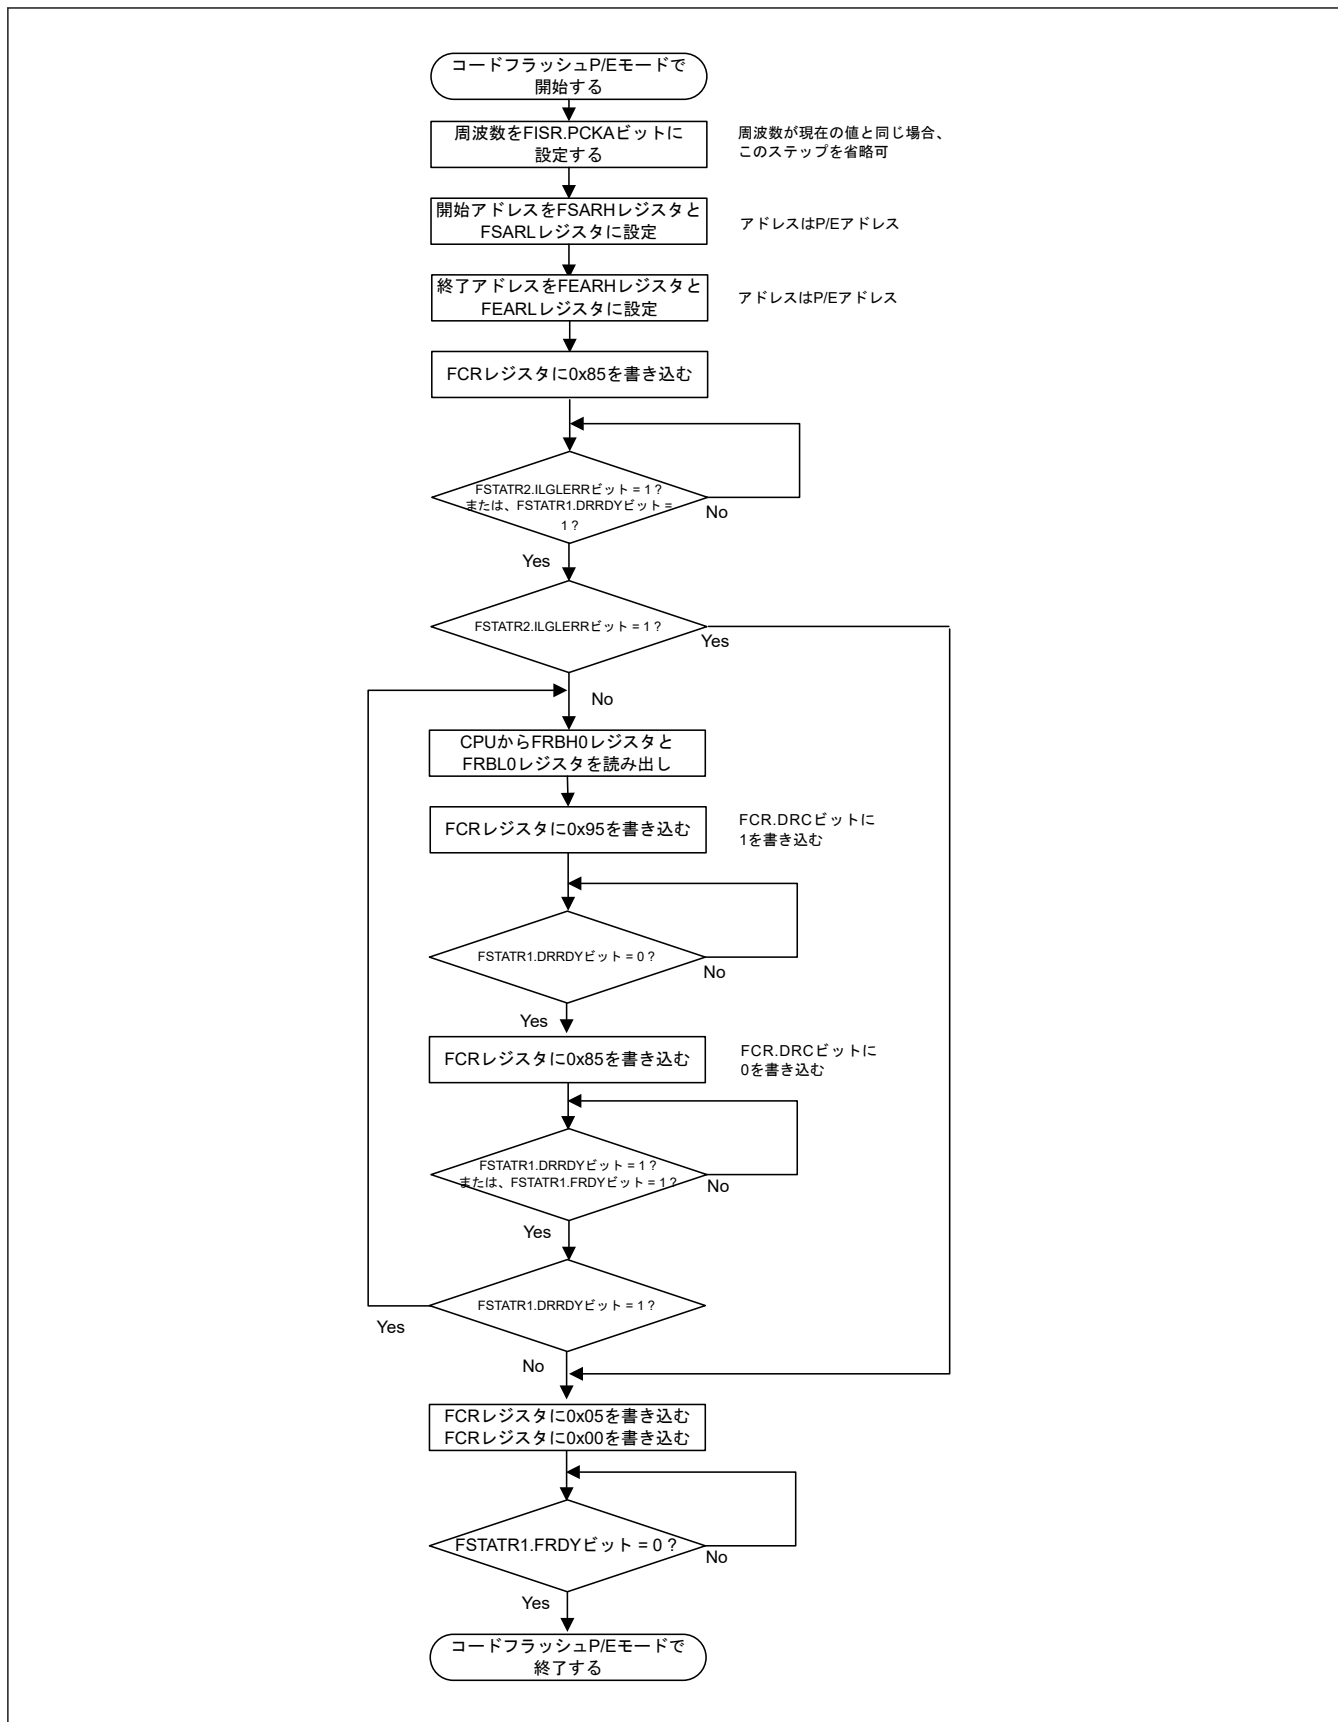 コードフラッシュP/Eモードで
開始する
周波数をFISR.PCKAビットに
設定する
周波数が現在の値と同じ場合、
このステップを省略可
開始アドレスをFSARHレジスタと
FSARLレジスタに設定
アドレスはP/Eアドレス
終了アドレスをFEARHレジスタと
FEARLレジスタに設定
アドレスはP/Eアドレス
FCRレジスタに0x85を書き込む
FSTATR2.ILGLERRビット = 1 ?
または、FSTATR1.DRRDYビット =
1 ?
No
Yes
FSTATR2.ILGLERRビット = 1 ?
Yes
No
CPUからFRBH0レジスタと
FRBL0レジスタを読み出し
FCRレジスタに0x95を書き込む
FCR.DRCビットに
1を書き込む
FSTATR1.DRRDYビット = 0 ?
No
Yes
FCRレジスタに0x85を書き込む
FCR.DRCビットに
0を書き込む
FSTATR1.DRRDYビット = 1 ?
または、FSTATR1.FRDYビット = 1 ?
No
Yes
FSTATR1.DRRDYビット = 1 ?
Yes
No
FCRレジスタに0x05を書き込む
FCRレジスタに0x00を書き込む
FSTATR1.FRDYビット = 0 ?
No
Yes
コードフラッシュP/Eモードで
終了する